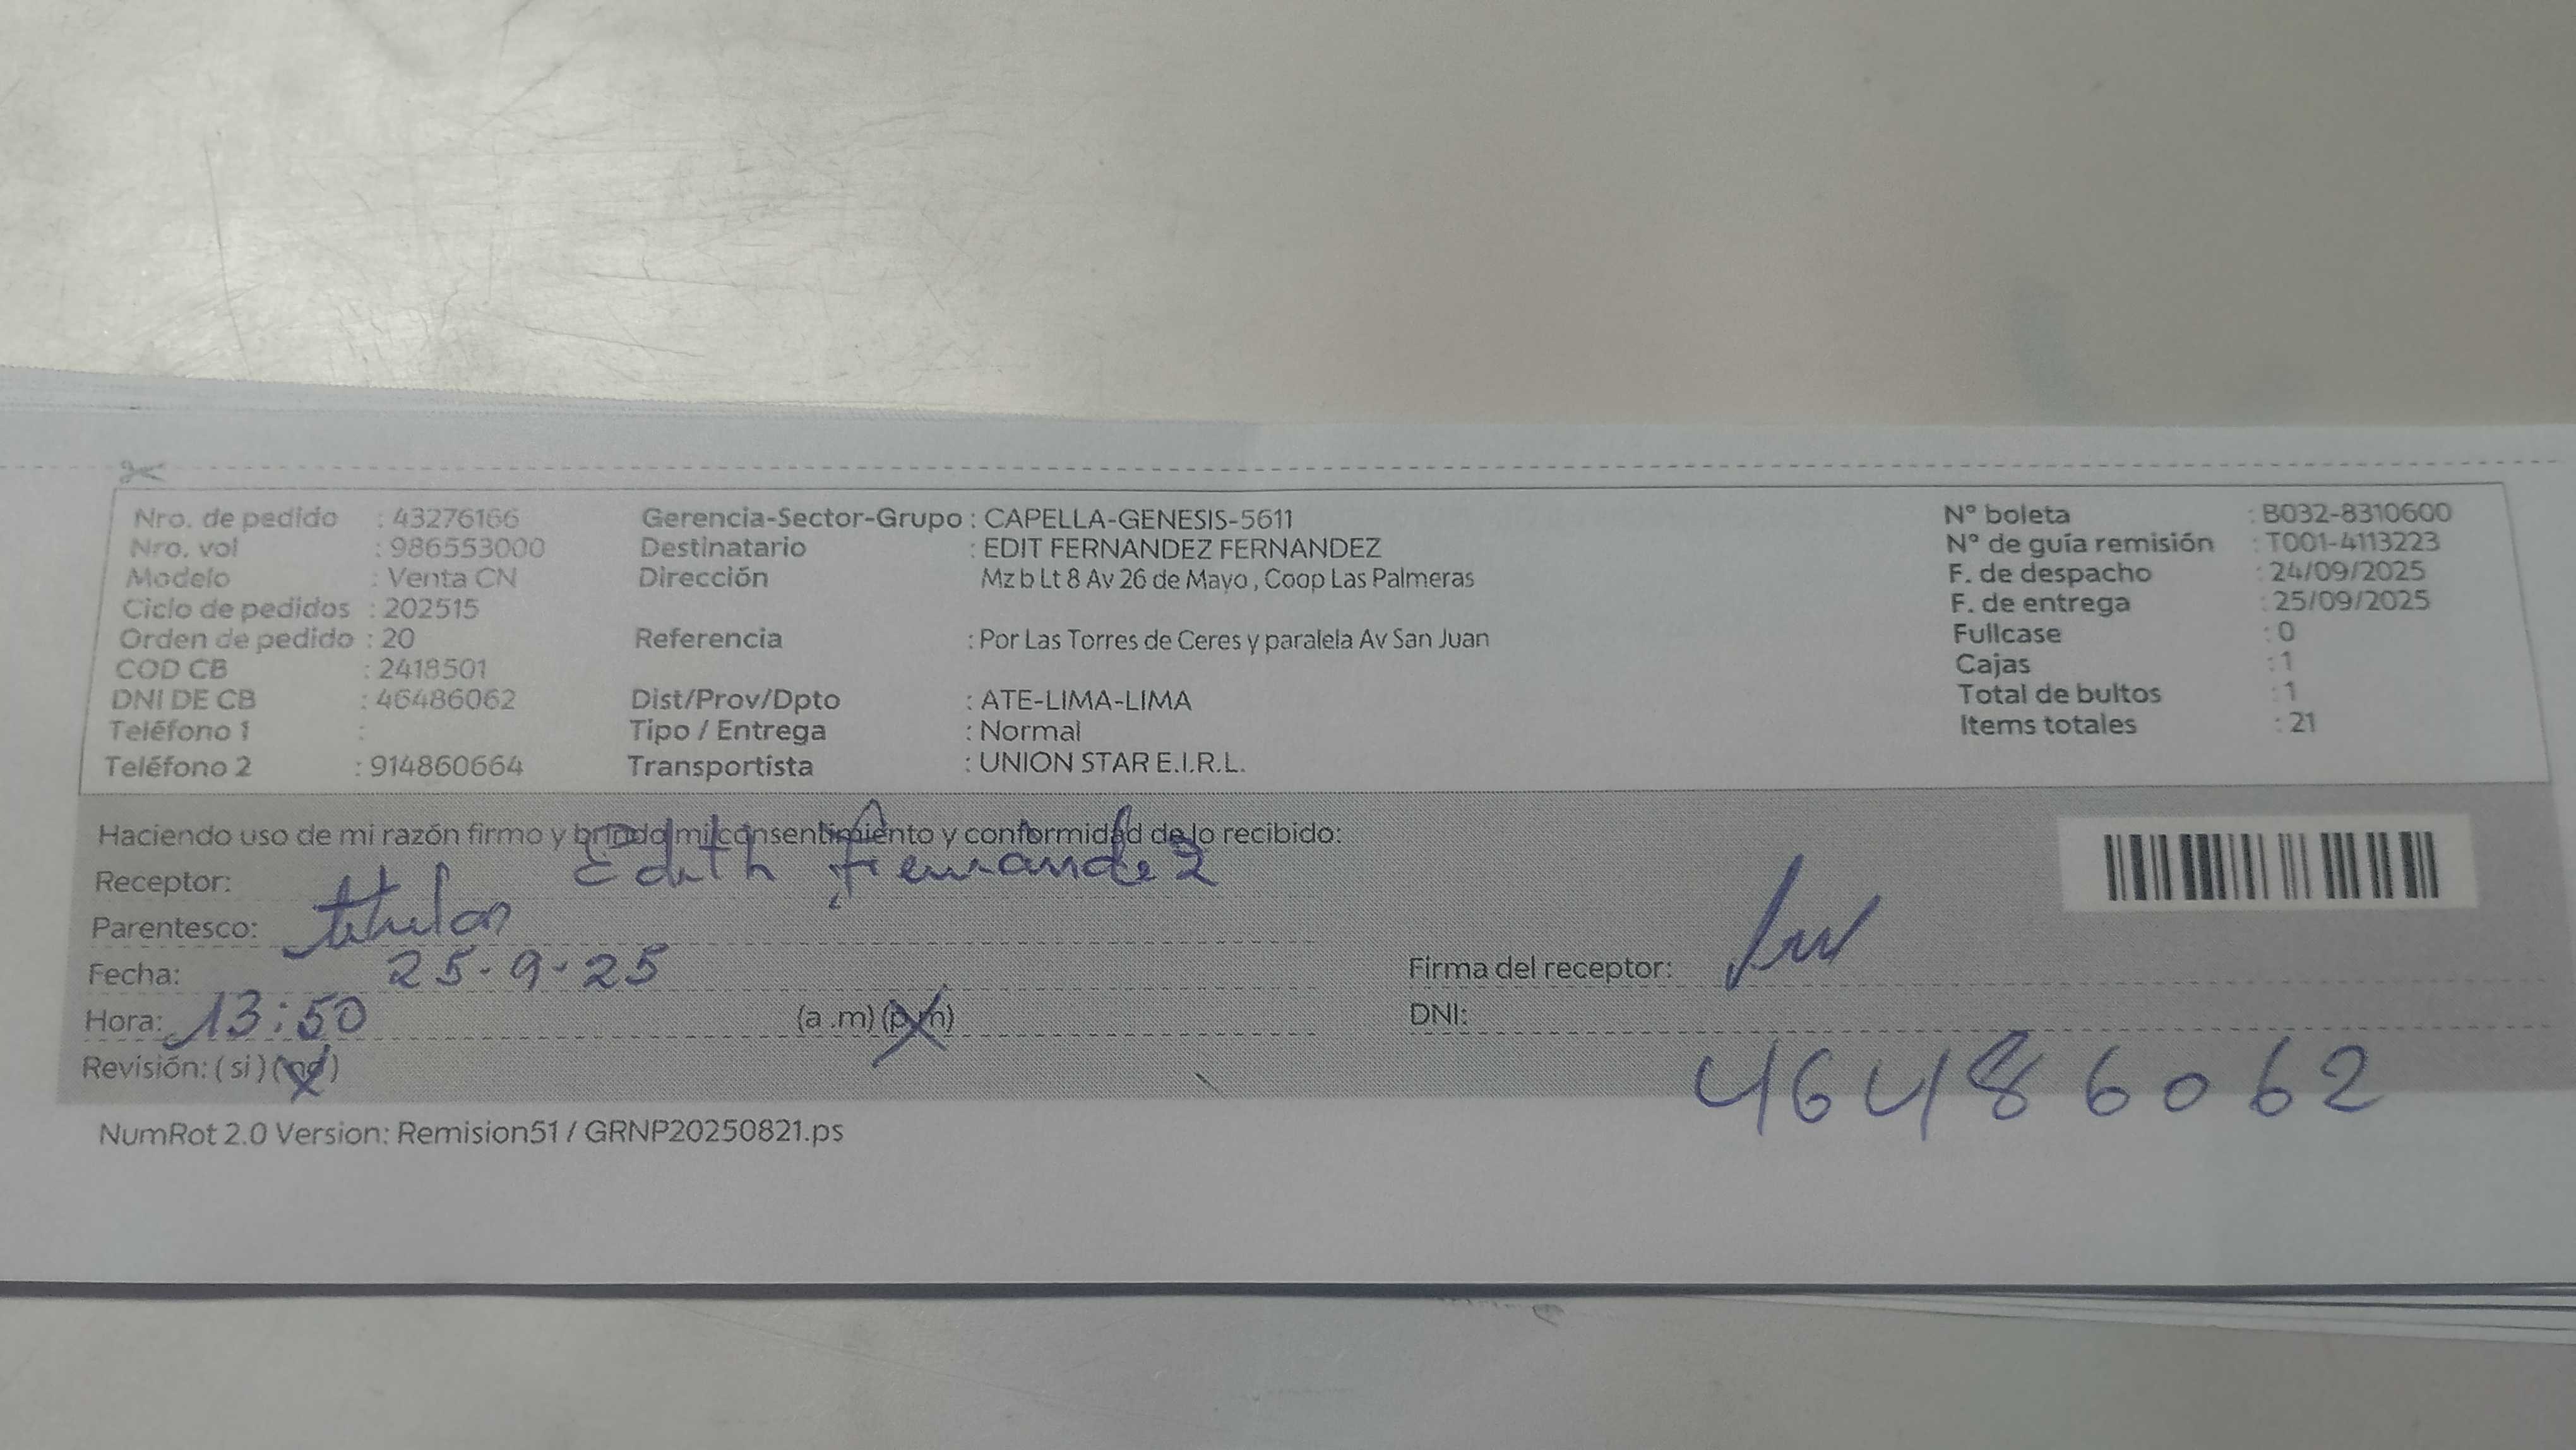 Nro. de pedido : 43276166 Gerencia-Sector-Grupo : CAPELLA-GENESIS-5611 N° boleta : B032-8310600
Nro. vol : 986553000 Destinatario : EDIT FERNANDEZ FERNANDEZ N° de guía remisión : T001-4113223
Modelo : Venta CN Dirección Mz b Lt 8 Av 26 de Mayo , Coop Las Palmeras F. de despacho : 24/09/2025
Ciclo de pedidos : 202515 F. de entrega : 25/09/2025
Orden de pedido : 20 Referencia : Por Las Torres de Ceres y paralela Av San Juan Fullcase : 0
COD CB : 2418501 Cajas : 1
DNI DE CB : 46486062 Dist/Prov/Dpto : ATE-LIMA-LIMA Total de bultos : 1
Teléfono 1 : Tipo / Entrega : Normal Items totales : 21
Teléfono 2 : 914860664 Transportista : UNION STAR E.I.R.L.
Haciendo uso de mi razón firmo y brindo mi consentimiento y conformidad de lo recibido:
Receptor: Edith fernandez
Parentesco: titular
Fecha: 25-9-25 Firma del receptor:
Hora: 13:50 (a .m) (p.m) DNI: 46486062
Revisión: ( si ) (no)
NumRot 2.0 Version: Remision51 / GRNP20250821.ps